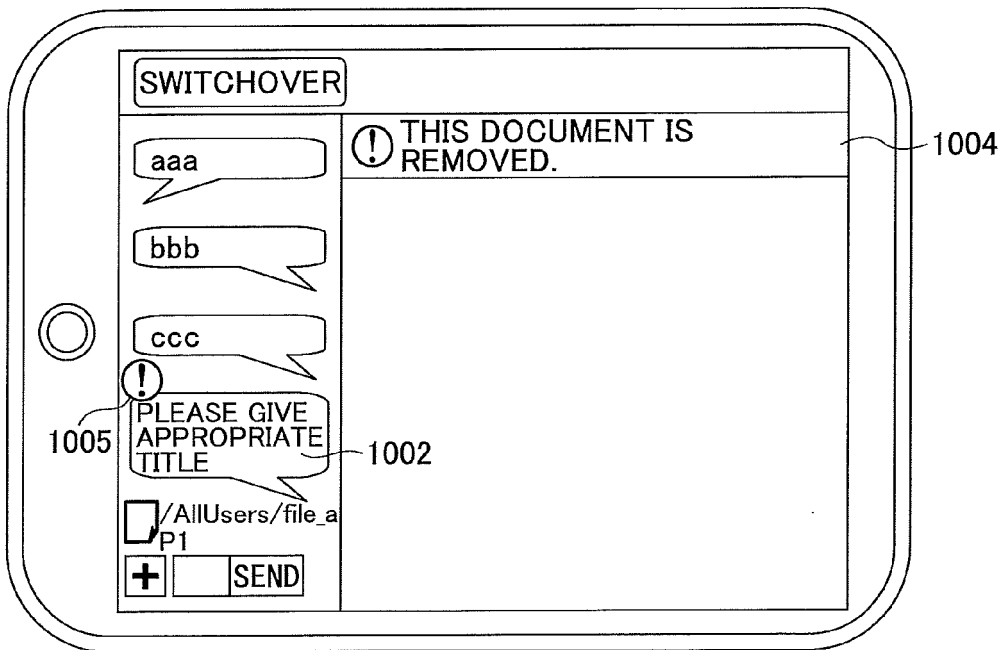 SWITCHOVER
THIS DOCUMENT IS
REMOVED.
1004
aaa
bbb
ccc
!
!
PLEASE GIVE
APPROPRIATE
TITLE
1005
1002
/AllUsers/file_a
P1
+
SEND